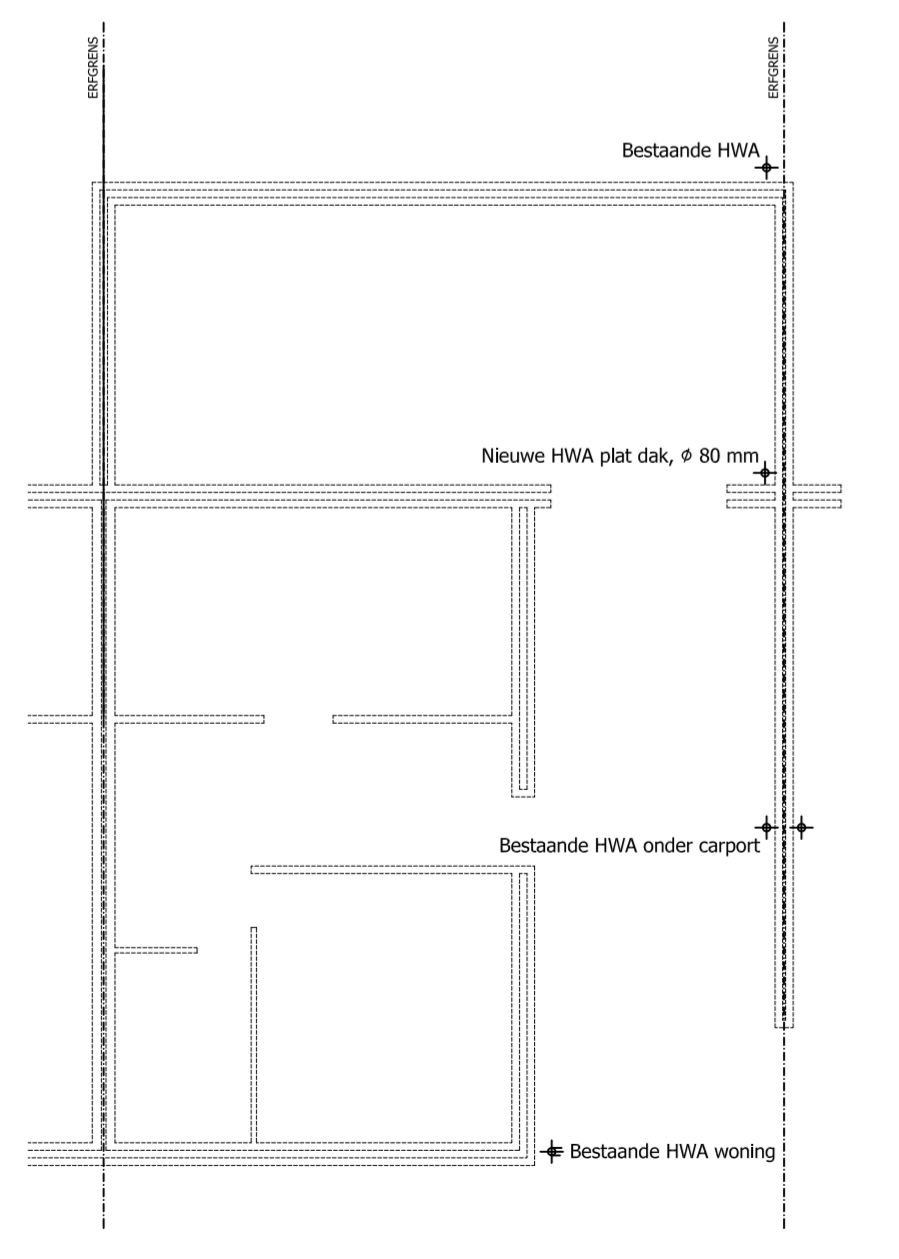 ERFGRENS
ERFGRENS
Bestaande HWA
Nieuwe HWA plat dak, ⌀ 80 mm
Bestaande HWA onder carport
Bestaande HWA woning